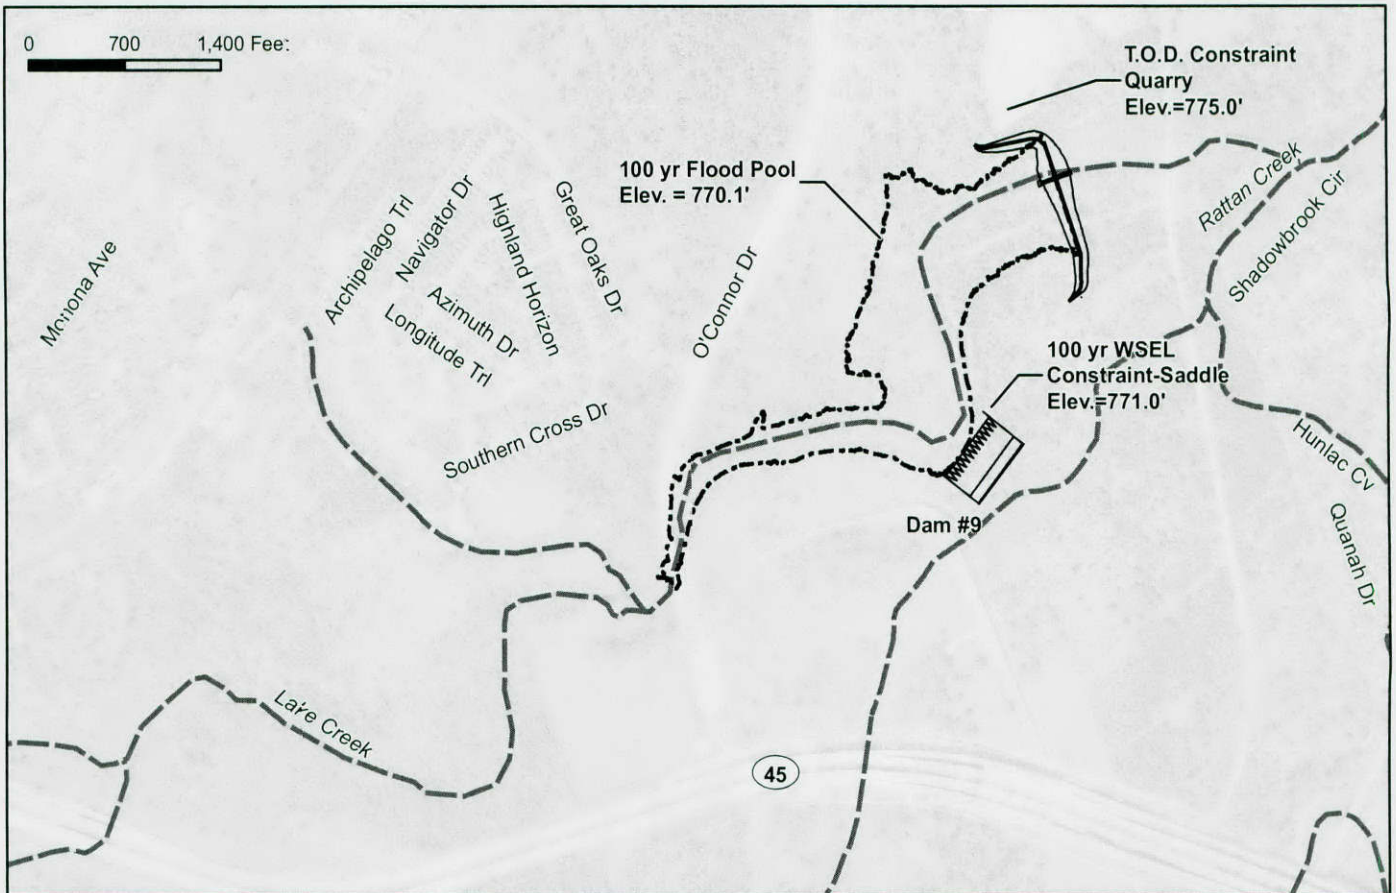 0 700 1,400 Fee:
T.O.D. Constraint
Quarry
Elev.=775.0'
100 yr Flood Pool
Elev. = 770.1'
Rattan Creek
Shadowbrook Cir
Great Oaks Dr
Highland Horizon
Navigator Dr
Archipelago Trl
Monona Ave
Azimuth Dr
Longitude Trl
O'Connor Dr
100 yr WSEL
Constraint-Saddle
Elev.=771.0'
Southern Cross Dr
Hunlac Cv
Quanah Dr
Dam #9
Lake Creek
45